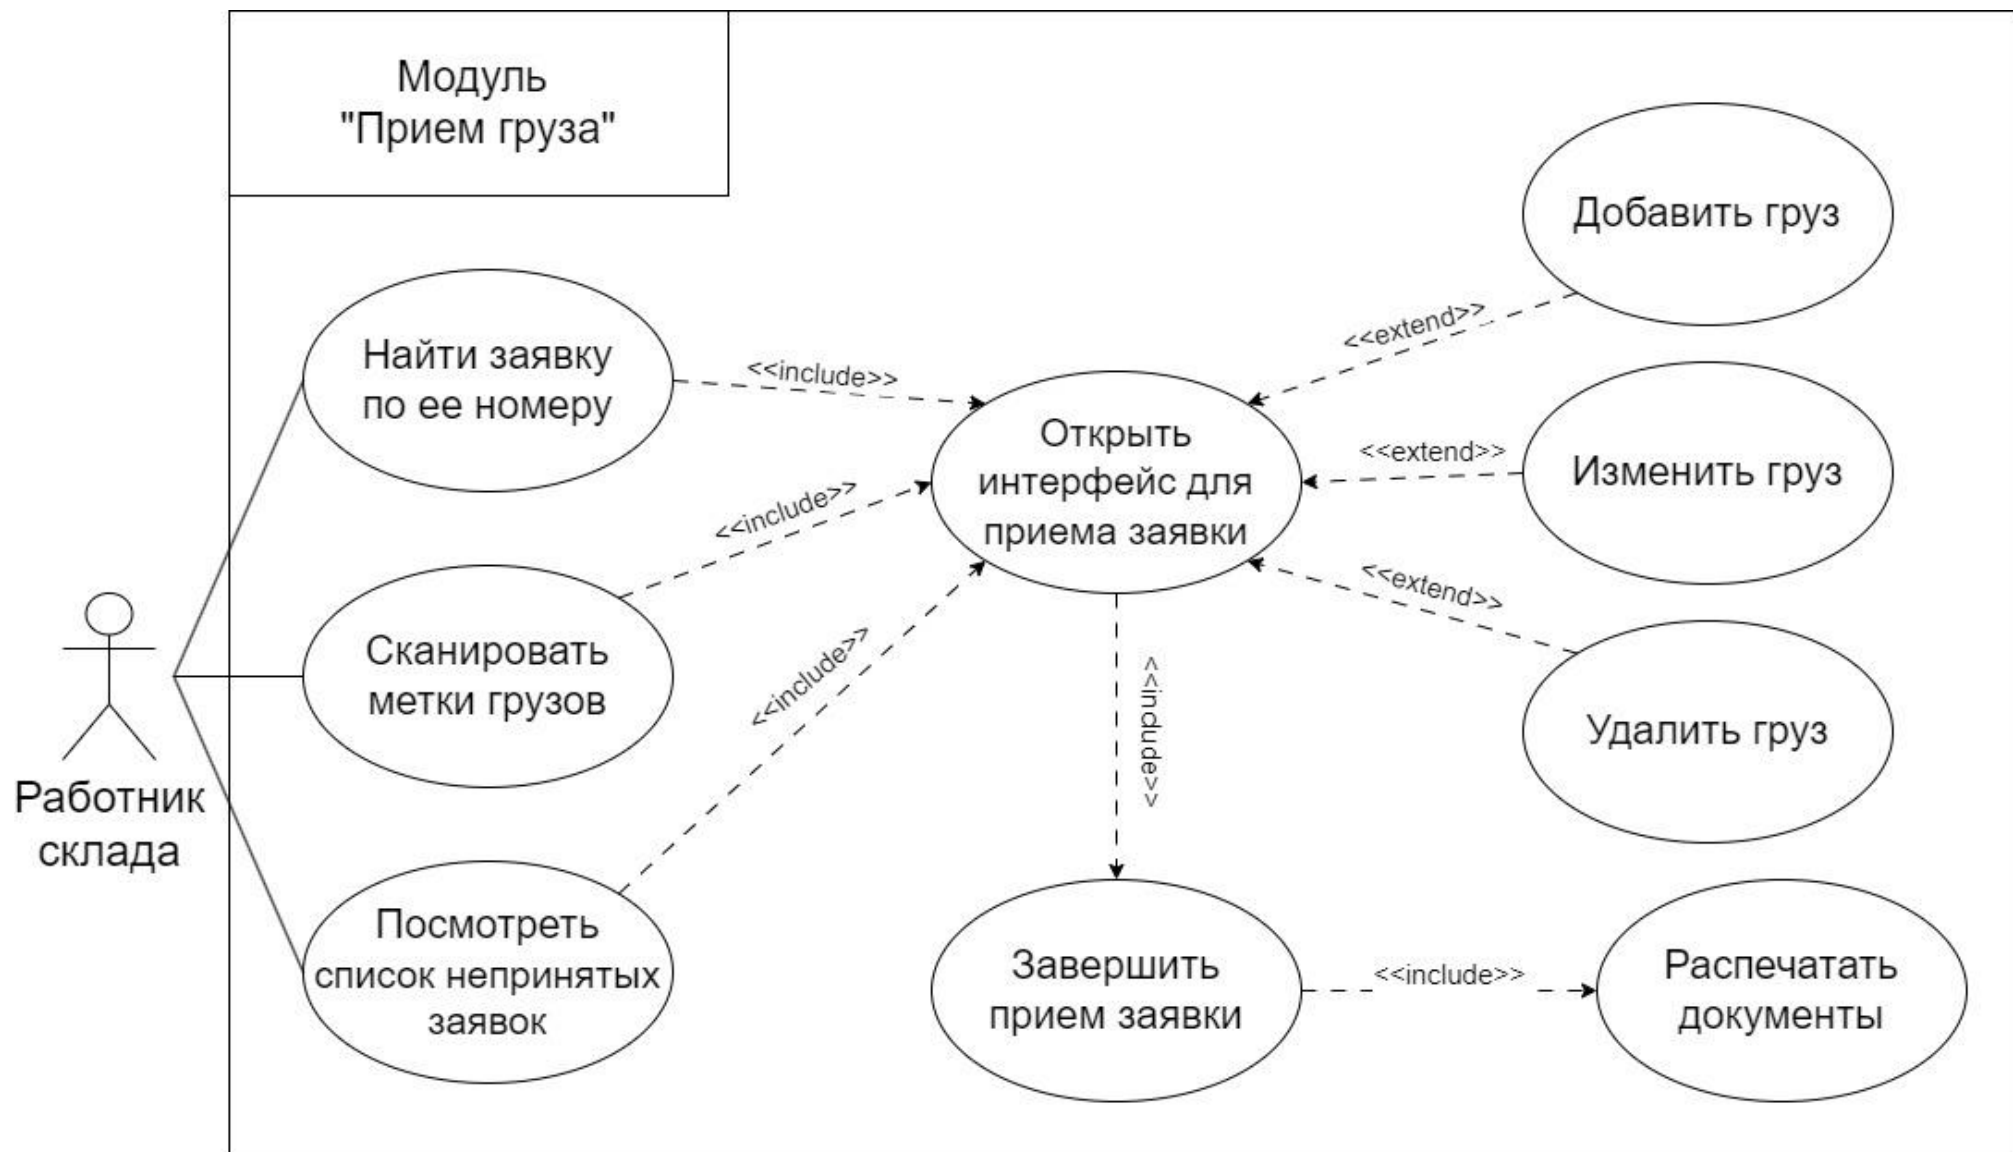 Модуль
"Прием груза"
Добавить груз
<<extend>>
Найти заявку
по ее номеру
<<include>>
Открыть
интерфейс для
приема заявки
<<extend>>
Изменить груз
<<include>>
<<extend>>
Сканировать
метки грузов
<<include>>
<<include>>
Удалить груз
Работник
склада
Посмотреть
список непринятых
заявок
Завершить
прием заявки
<<include>>
Распечатать
документы